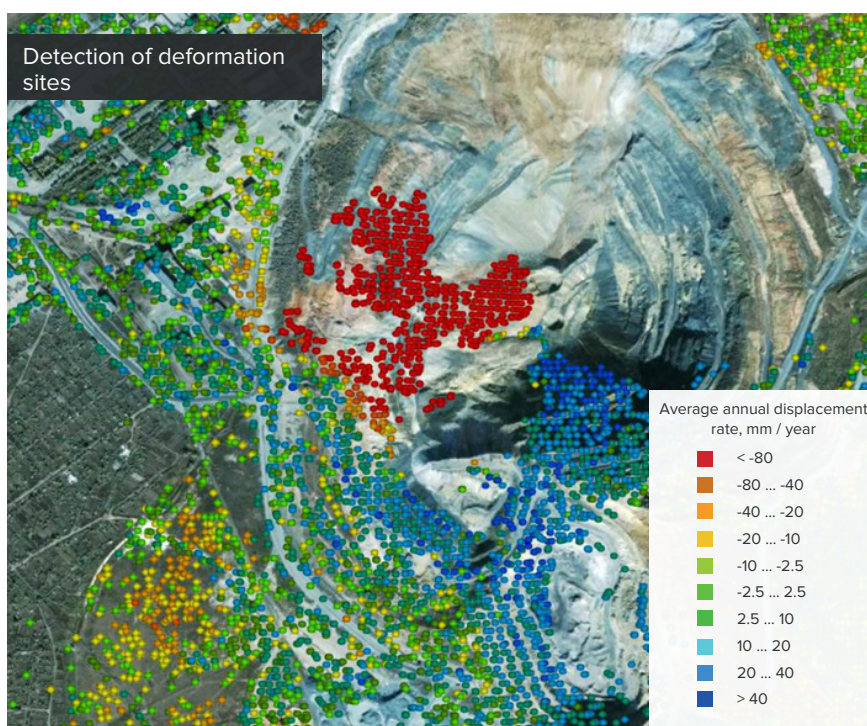 Detection of deformation
sites
Average annual displacement
rate, mm / year
< -80
-80 ... -40
-40 ... -20
-20 ... -10
-10 ... -2.5
-2.5 ... 2.5
2.5 ... 10
10 ... 20
20 ... 40
> 40